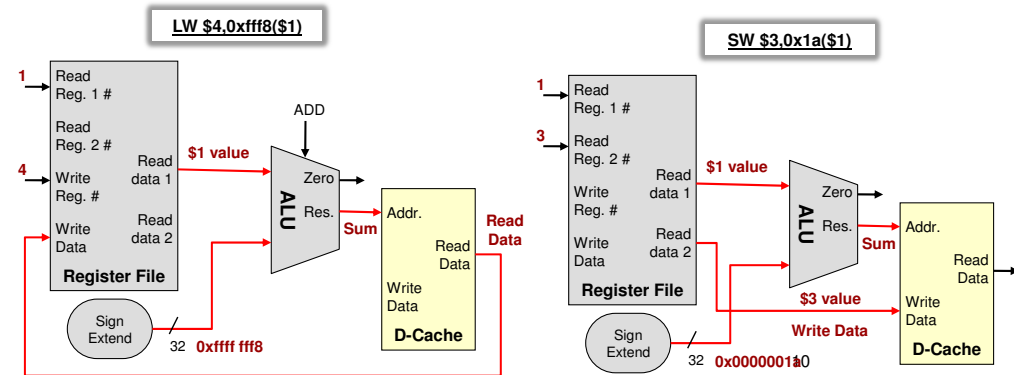 LW $4,0xfff8($1)
1
Read
Reg. 1 #
Read
Reg. 2 #
4
Write
Reg. #
Write
Data
Read
data 1
Read
data 2
Register File
$1 value
ADD
Zero
ALU
Res.
Sum
Addr.
Read
Data
Write
Data
D-Cache
Read
Data
Sign
Extend
32
0xffff fff8
SW $3,0x1a($1)
1
Read
Reg. 1 #
3
Read
Reg. 2 #
Write
Reg. #
Write
Data
Read
data 1
Read
data 2
Register File
$1 value
Zero
ALU
Res.
Sum
Addr.
Read
Data
Write
Data
D-Cache
$3 value
Write Data
Sign
Extend
32
0x0000001a
10